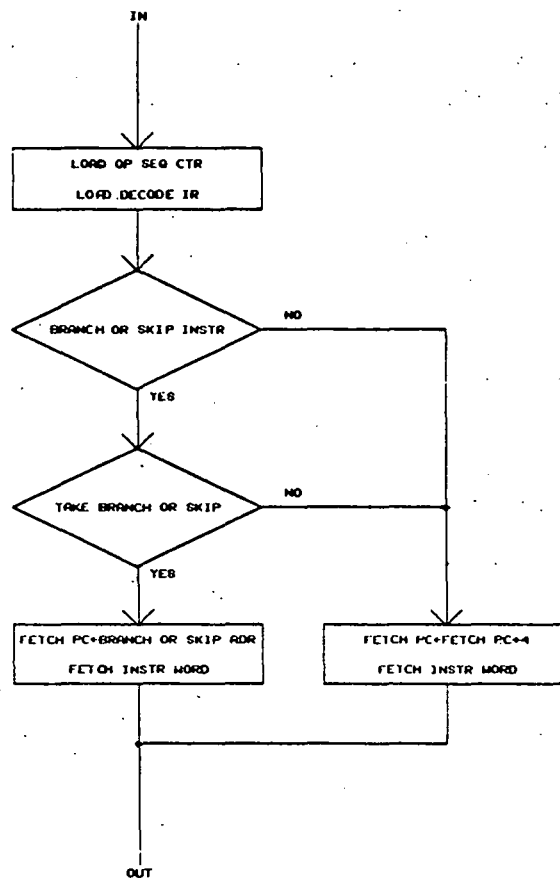 IN
LOAD OP SEQ CTR
LOAD.DECODE IR
BRANCH OR SKIP INSTR
NO
YES
TAKE BRANCH OR SKIP
NO
YES
FETCH PC←BRANCH OR SKIP ADR
FETCH INSTR WORD
FETCH PC←FETCH PC+4
FETCH INSTR WORD
OUT